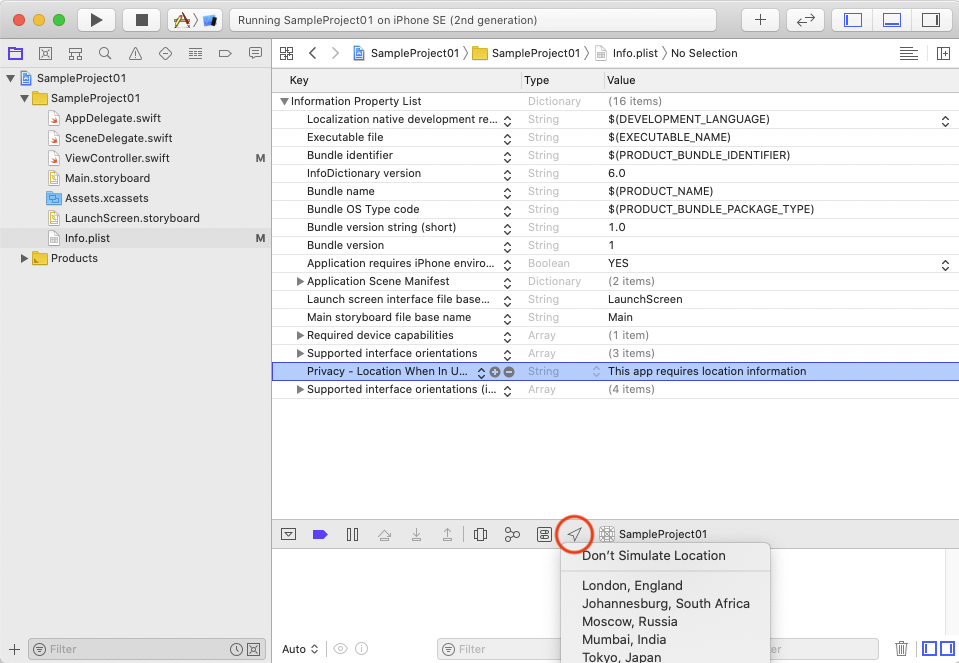 Running SampleProject01 on iPhone SE (2nd generation)
SampleProject01 SampleProject01 Info.plist No Selection
SampleProject01
SampleProject01
AppDelegate.swift
SceneDelegate.swift
ViewController.swift M
Main.storyboard
Assets.xcassets
LaunchScreen.storyboard
Info.plist M
Products
Key Type Value
Information Property List Dictionary (16 items)
Localization native development re... String $(DEVELOPMENT_LANGUAGE)
Executable file String $(EXECUTABLE_NAME)
Bundle identifier String $(PRODUCT_BUNDLE_IDENTIFIER)
InfoDictionary version String 6.0
Bundle name String $(PRODUCT_NAME)
Bundle OS Type code String $(PRODUCT_BUNDLE_PACKAGE_TYPE)
Bundle version string (short) String 1.0
Bundle version String 1
Application requires iPhone enviro... Boolean YES
Application Scene Manifest Dictionary (2 items)
Launch screen interface file base... String LaunchScreen
Main storyboard file base name String Main
Required device capabilities Array (1 item)
Supported interface orientations Array (3 items)
Privacy - Location When In U... String This app requires location information
Supported interface orientations (i... Array (4 items)
SampleProject01
Don't Simulate Location
London, England
Johannesburg, South Africa
Moscow, Russia
Mumbai, India
Tokyo, Japan
Filter
Auto
Filter